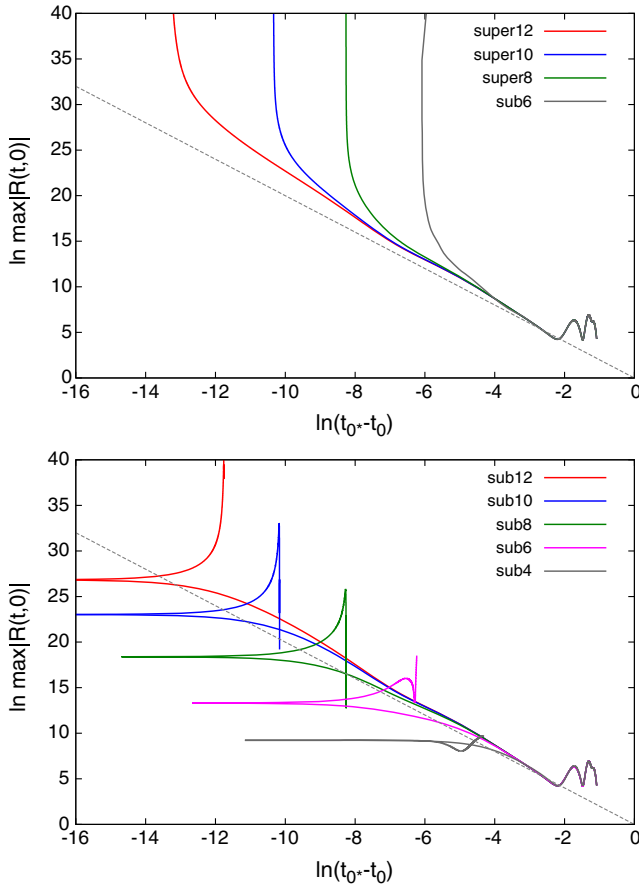 40
35
30
25
20
15
10
5
0
ln max|R(t,0)|
super12
super10
super8
sub6
-16 -14 -12 -10 -8 -6 -4 -2 0
ln(t0*-t0)
40
35
30
25
20
15
10
5
0
ln max|R(t,0)|
sub12
sub10
sub8
sub6
sub4
-16 -14 -12 -10 -8 -6 -4 -2 0
ln(t0*-t0)